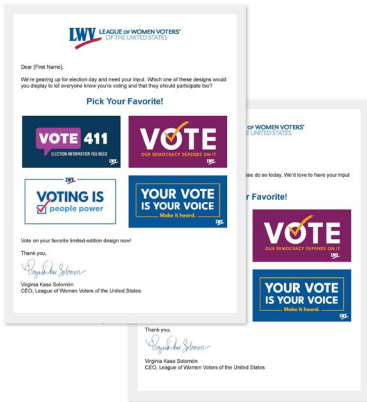 LWV LEAGUE OF WOMEN VOTERS®
OF THE UNITED STATES
Dear [First Name],
We're gearing up for election day and need your input. Which one of these designs would
you display to let everyone know you're voting and that they should participate too?
Pick Your Favorite!
VOTE 411
ELECTION INFORMATION YOU NEED
LWV
VOTE
OUR DEMOCRACY DEPENDS ON IT
LWV
LWV
VOTING IS
people power
YOUR VOTE
IS YOUR VOICE
Make it heard.
LWV
Vote on your favorite limited-edition design now!
Thank you,
Virginia Kase Solomón
CEO, League of Women Voters of the United States
OF WOMEN VOTERS®
UNITED STATES
do so today. We'd love to have your input
Favorite!
VOTE
OUR DEMOCRACY DEPENDS ON IT
LWV
YOUR VOTE
IS YOUR VOICE
Make it heard.
LWV
Thank you,
Virginia Kase Solomón
CEO, League of Women Voters of the United States